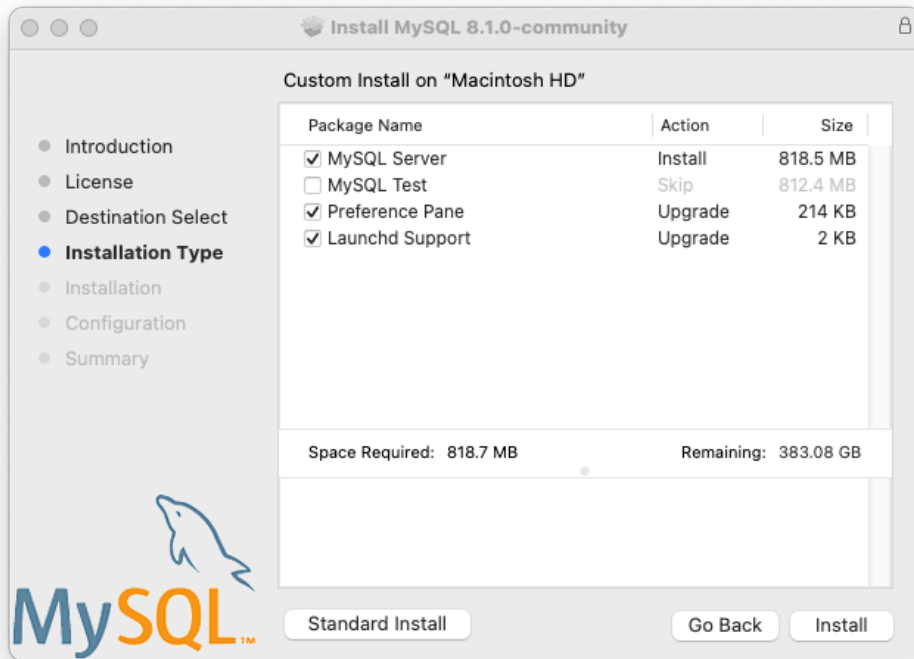 Install MySQL 8.1.0-community
Custom Install on “Macintosh HD”
Introduction
License
Destination Select
Installation Type
Installation
Configuration
Summary
Package Name Action Size
MySQL Server Install 818.5 MB
MySQL Test Skip 812.4 MB
Preference Pane Upgrade 214 KB
Launchd Support Upgrade 2 KB
Space Required: 818.7 MB Remaining: 383.08 GB
MySQL™
Standard Install Go Back Install